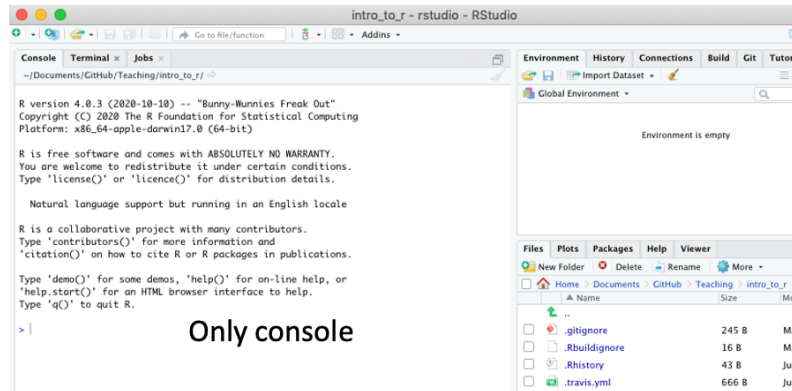 intro_to_r - rstudio - RStudio
Go to file/function Addins
Console Terminal × Jobs ×
~/Documents/GitHub/Teaching/intro_to_r/
R version 4.0.3 (2020-10-10) -- "Bunny-Wunnies Freak Out"
Copyright (C) 2020 The R Foundation for Statistical Computing
Platform: x86_64-apple-darwin17.0 (64-bit)
R is free software and comes with ABSOLUTELY NO WARRANTY.
You are welcome to redistribute it under certain conditions.
Type 'license()' or 'licence()' for distribution details.
Natural language support but running in an English locale
R is a collaborative project with many contributors.
Type 'contributors()' for more information and
'citation()' on how to cite R or R packages in publications.
Type 'demo()' for some demos, 'help()' for on-line help, or
'help.start()' for an HTML browser interface to help.
Type 'q()' to quit R.
>
Only console
Environment History Connections Build Git Tutor
Import Dataset
Global Environment
Environment is empty
Files Plots Packages Help Viewer
New Folder Delete Rename More
Home Documents GitHub Teaching intro_to_r
Name Size Mo
..
.gitignore 245 B M
.Rbuildignore 16 B M
.Rhistory 43 B Ju
.travis.yml 666 B Ju